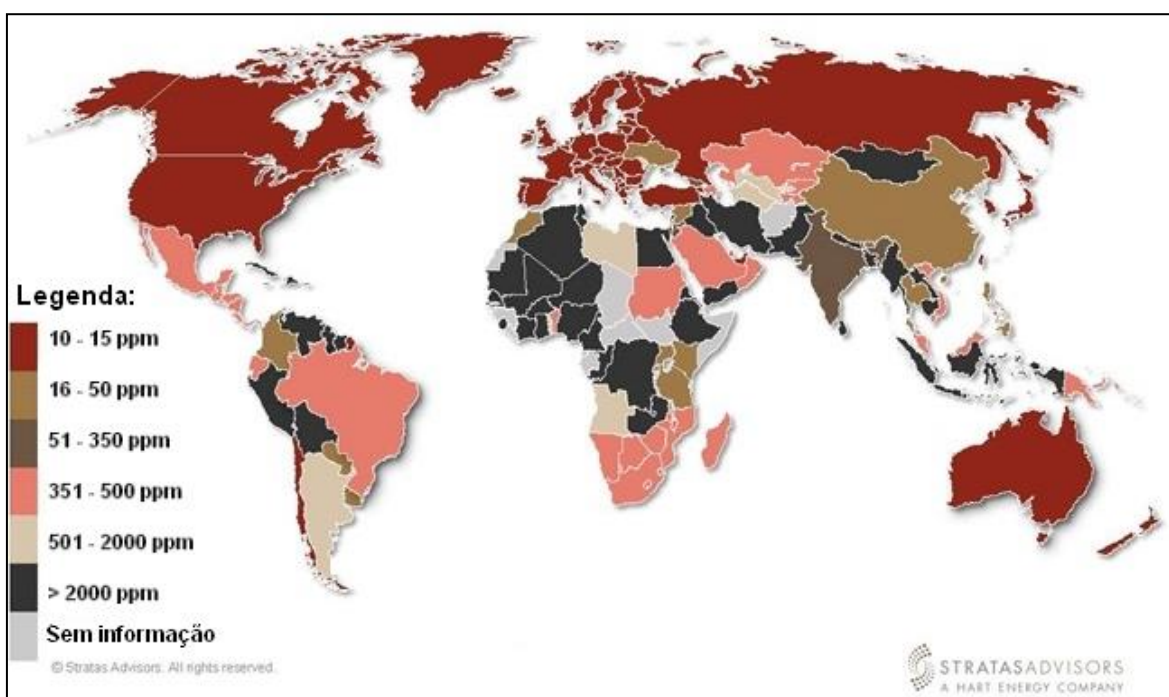 Legenda:
10 - 15 ppm
16 - 50 ppm
51 - 350 ppm
351 - 500 ppm
501 - 2000 ppm
> 2000 ppm
Sem informação
© Stratas Advisors. All rights reserved.
STRATASADVISORS
A HART ENERGY COMPANY